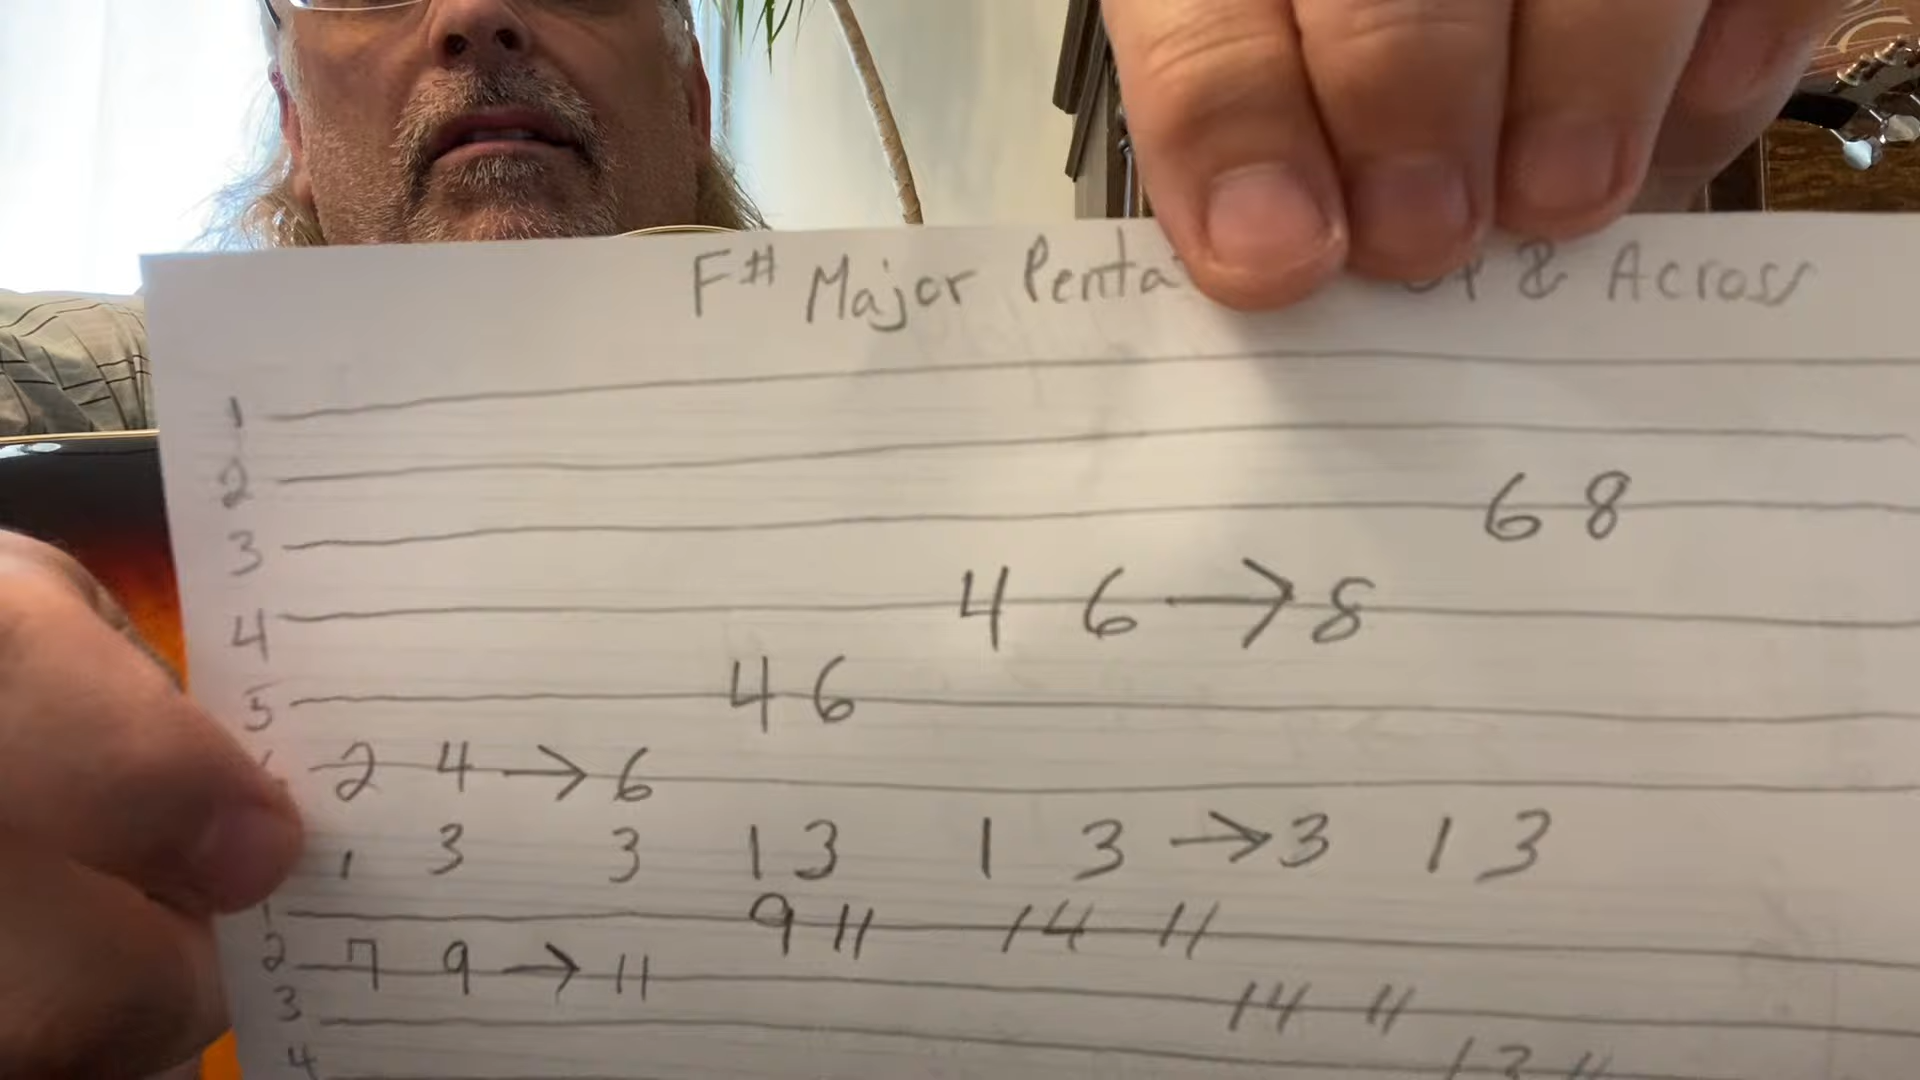 F# Major Penta & Across
1
2
3 6 8
4 4 6 → 8
5 4 6
2 4 → 6
1 3 3 1 3 1 3 → 3 1 3
1 9 11 14 11
2 7 9 → 11 14 11
3
4